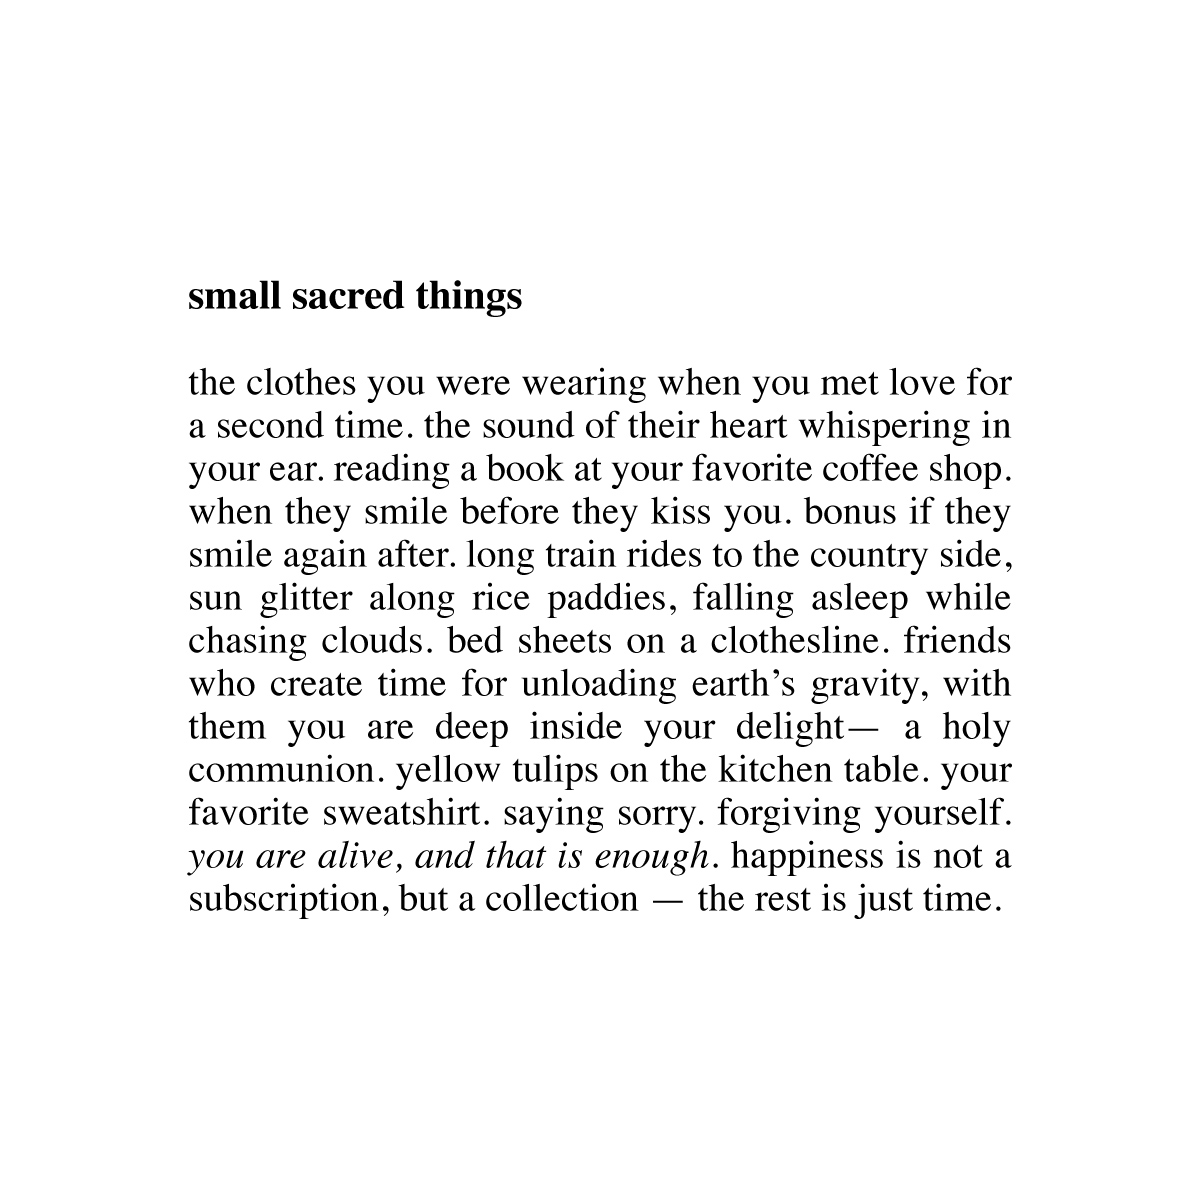 small sacred things
the clothes you were wearing when you met love for
a second time. the sound of their heart whispering in
your ear. reading a book at your favorite coffee shop.
when they smile before they kiss you. bonus if they
smile again after. long train rides to the country side,
sun glitter along rice paddies, falling asleep while
chasing clouds. bed sheets on a clothesline. friends
who create time for unloading earth’s gravity, with
them you are deep inside your delight— a holy
communion. yellow tulips on the kitchen table. your
favorite sweatshirt. saying sorry. forgiving yourself.
you are alive, and that is enough. happiness is not a
subscription, but a collection — the rest is just time.